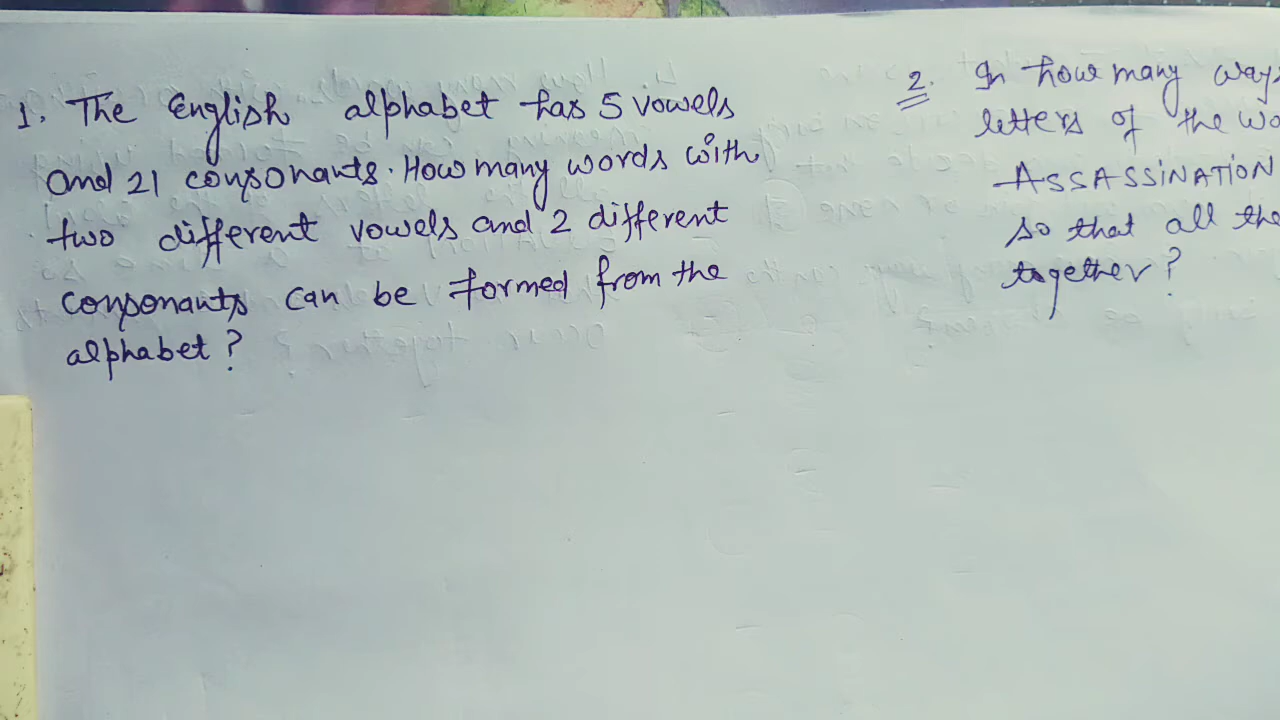 1. The English alphabet has 5 vowels
and 21 consonants. How many words with
two different vowels and 2 different
consonants can be formed from the
alphabet?
2. In how many
letters of the
ASSASSINATION
so that all the
together?